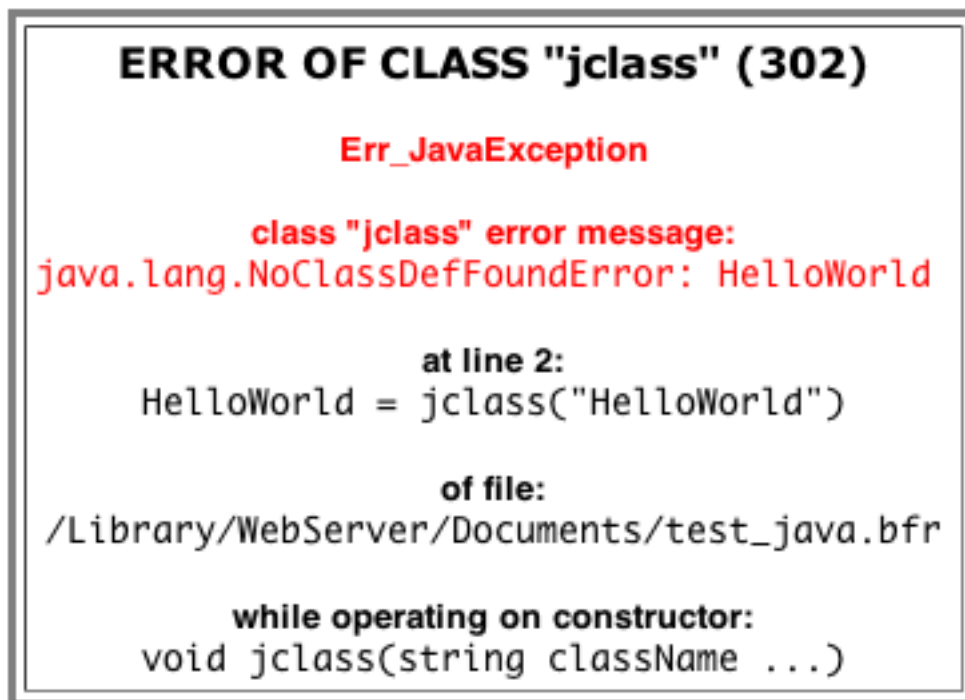 ERROR OF CLASS "jclass" (302)
Err_JavaException
class "jclass" error message:
java.lang.NoClassDefFoundError: HelloWorld
at line 2:
HelloWorld = jclass("HelloWorld")
of file:
/Library/WebServer/Documents/test_java.bfr
while operating on constructor:
void jclass(string className ...)